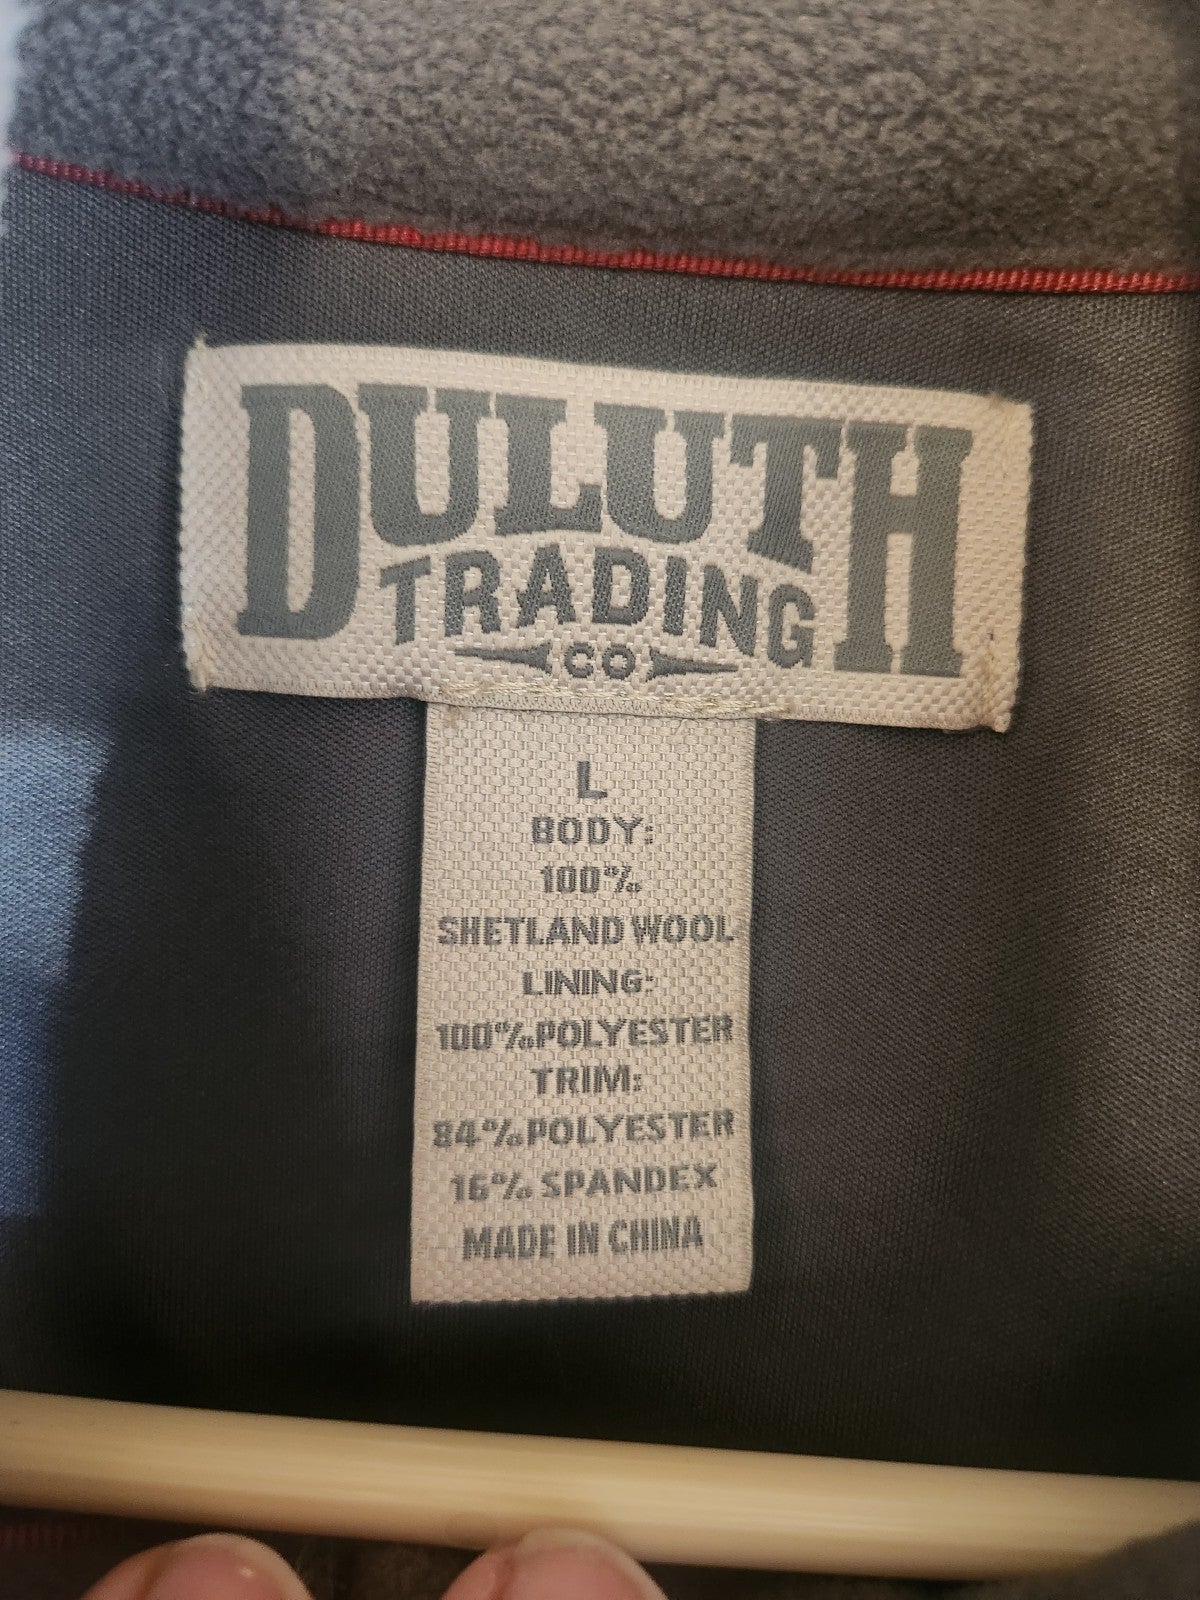 DULUTH
TRADING
CO
L
BODY:
100%
SHETLAND WOOL
LINING:
100%POLYESTER
TRIM:
84%POLYESTER
16% SPANDEX
MADE IN CHINA